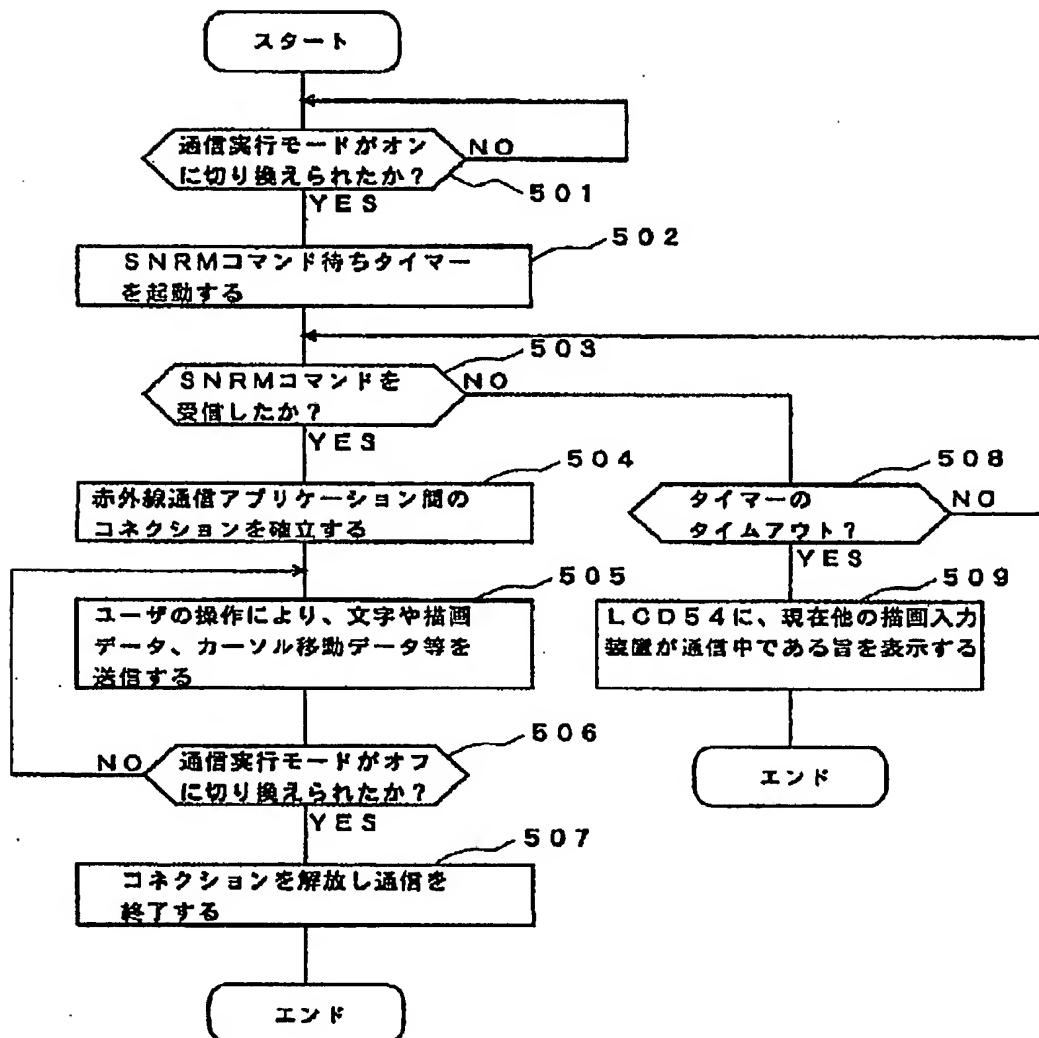 スタート
通信実行モードがオン
に切り換えられたか？
NO
501
YES
502
SNRMコマンド待ちタイマー
を起動する
503
SNRMコマンドを
受信したか？
NO
YES
504
赤外線通信アプリケーション間の
コネクションを確立する
508
タイマーの
タイムアウト？
NO
YES
505
ユーザの操作により、文字や描画
データ、カーソル移動データ等を
送信する
509
LCD54に、現在他の描画入力
装置が通信中である旨を表示する
506
NO
通信実行モードがオフ
に切り換えられたか？
YES
エンド
507
コネクションを解放し通信を
終了する
エンド